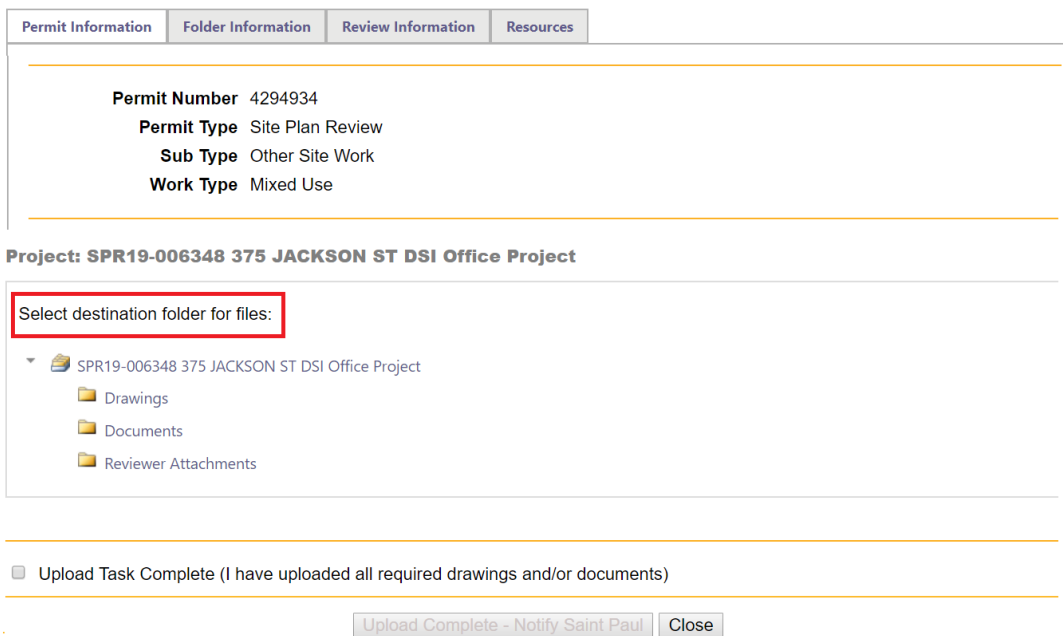 Permit Information Folder Information Review Information Resources
Permit Number 4294934
Permit Type Site Plan Review
Sub Type Other Site Work
Work Type Mixed Use
Project: SPR19-006348 375 JACKSON ST DSI Office Project
Select destination folder for files:
SPR19-006348 375 JACKSON ST DSI Office Project
Drawings
Documents
Reviewer Attachments
Upload Task Complete (I have uploaded all required drawings and/or documents)
Upload Complete - Notify Saint Paul Close